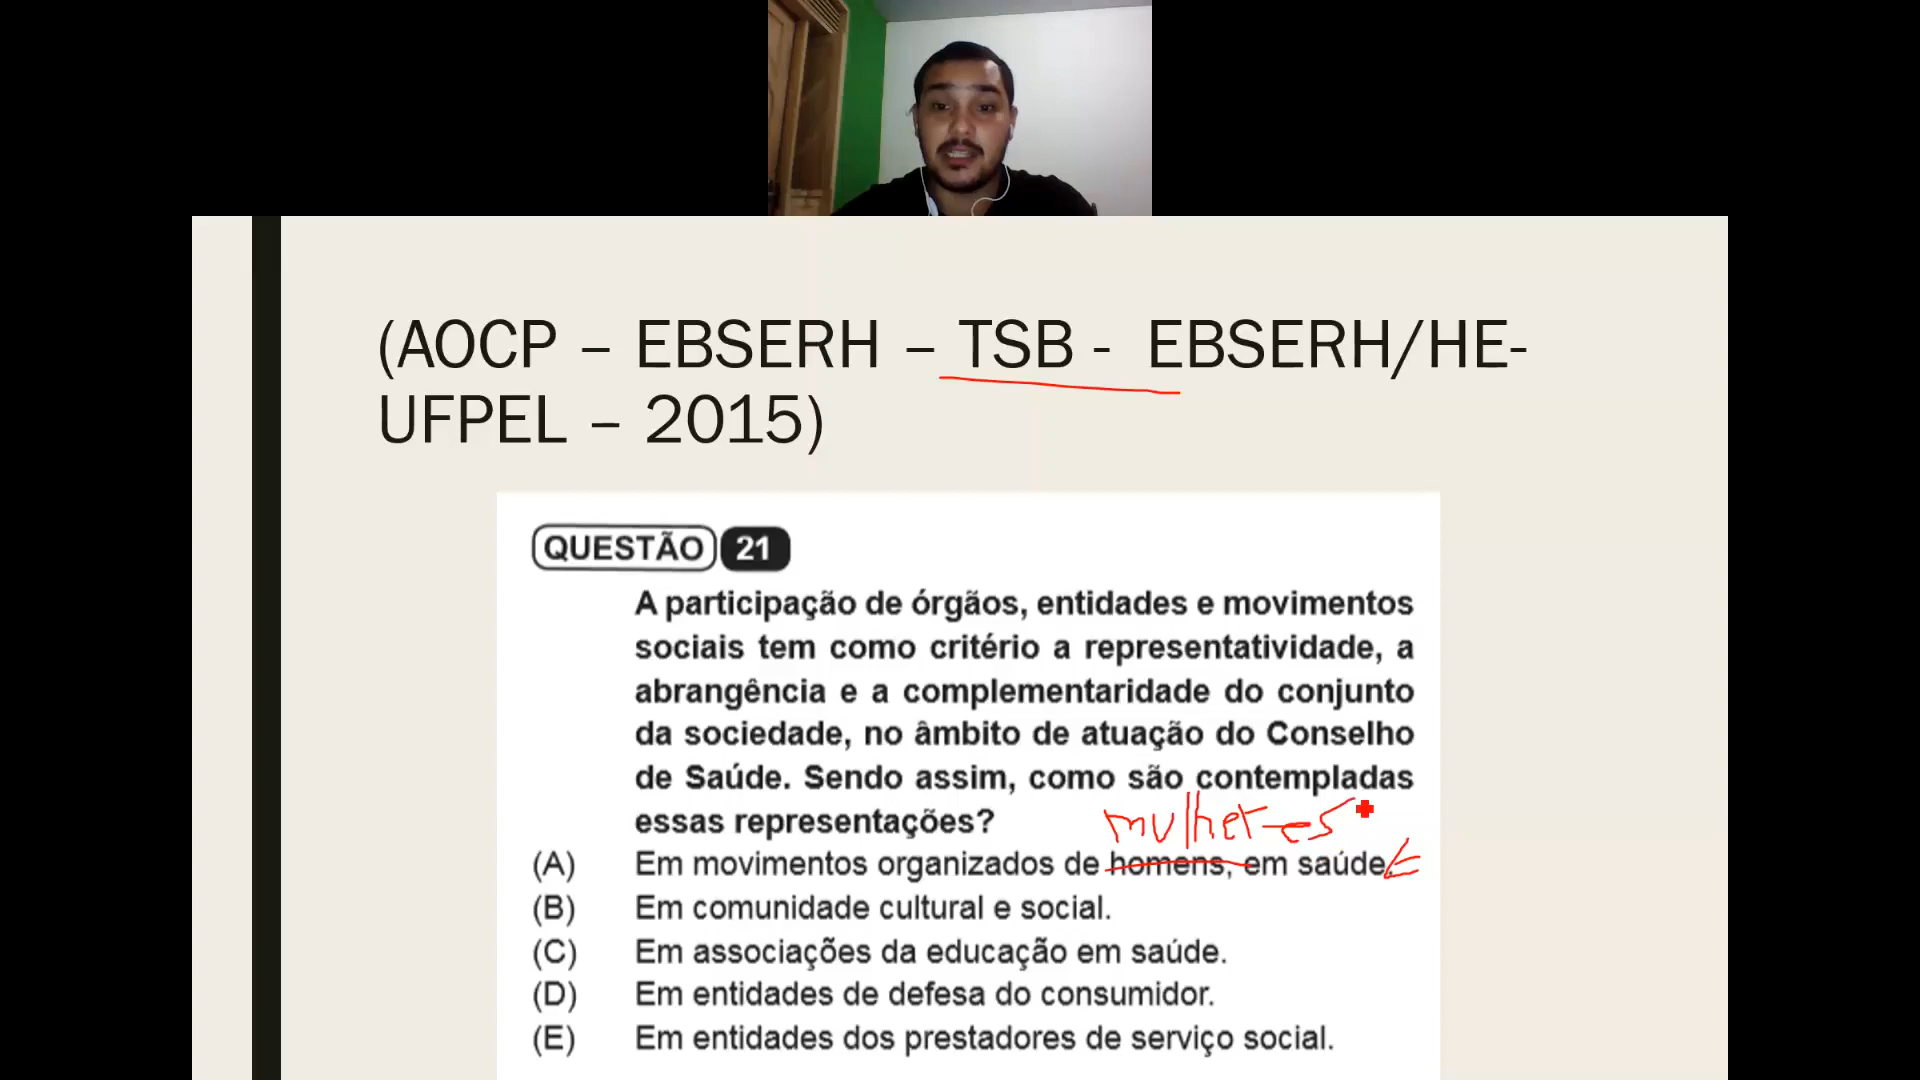 (AOCP – EBSERH – TSB - EBSERH/HE-
UFPEL – 2015)
QUESTÃO 21
A participação de órgãos, entidades e movimentos
sociais tem como critério a representatividade, a
abrangência e a complementaridade do conjunto
da sociedade, no âmbito de atuação do Conselho
de Saúde. Sendo assim, como são contempladas
essas representações?
mulheres
(A) Em movimentos organizados de homens, em saúde.
(B) Em comunidade cultural e social.
(C) Em associações da educação em saúde.
(D) Em entidades de defesa do consumidor.
(E) Em entidades dos prestadores de serviço social.